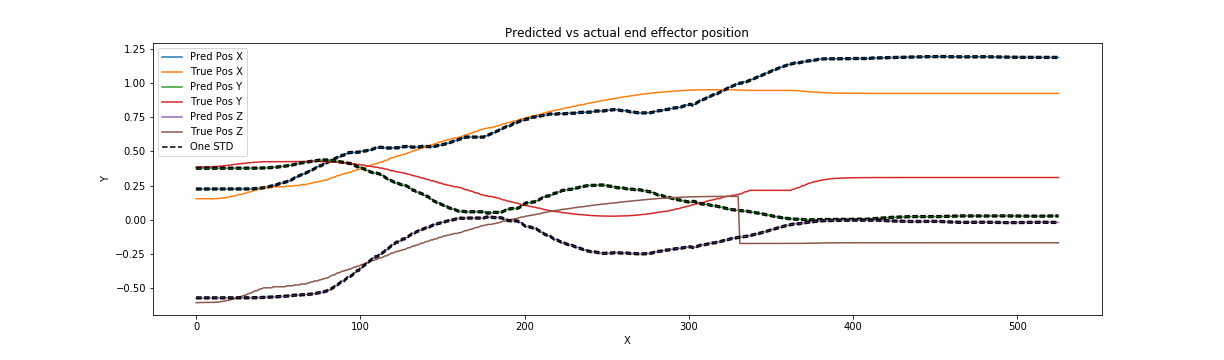 Predicted vs actual end effector position
1.25
1.00
0.75
0.50
0.25
0.00
−0.25
−0.50
Y
Pred Pos X
True Pos X
Pred Pos Y
True Pos Y
Pred Pos Z
True Pos Z
One STD
0 100 200 300 400 500
X